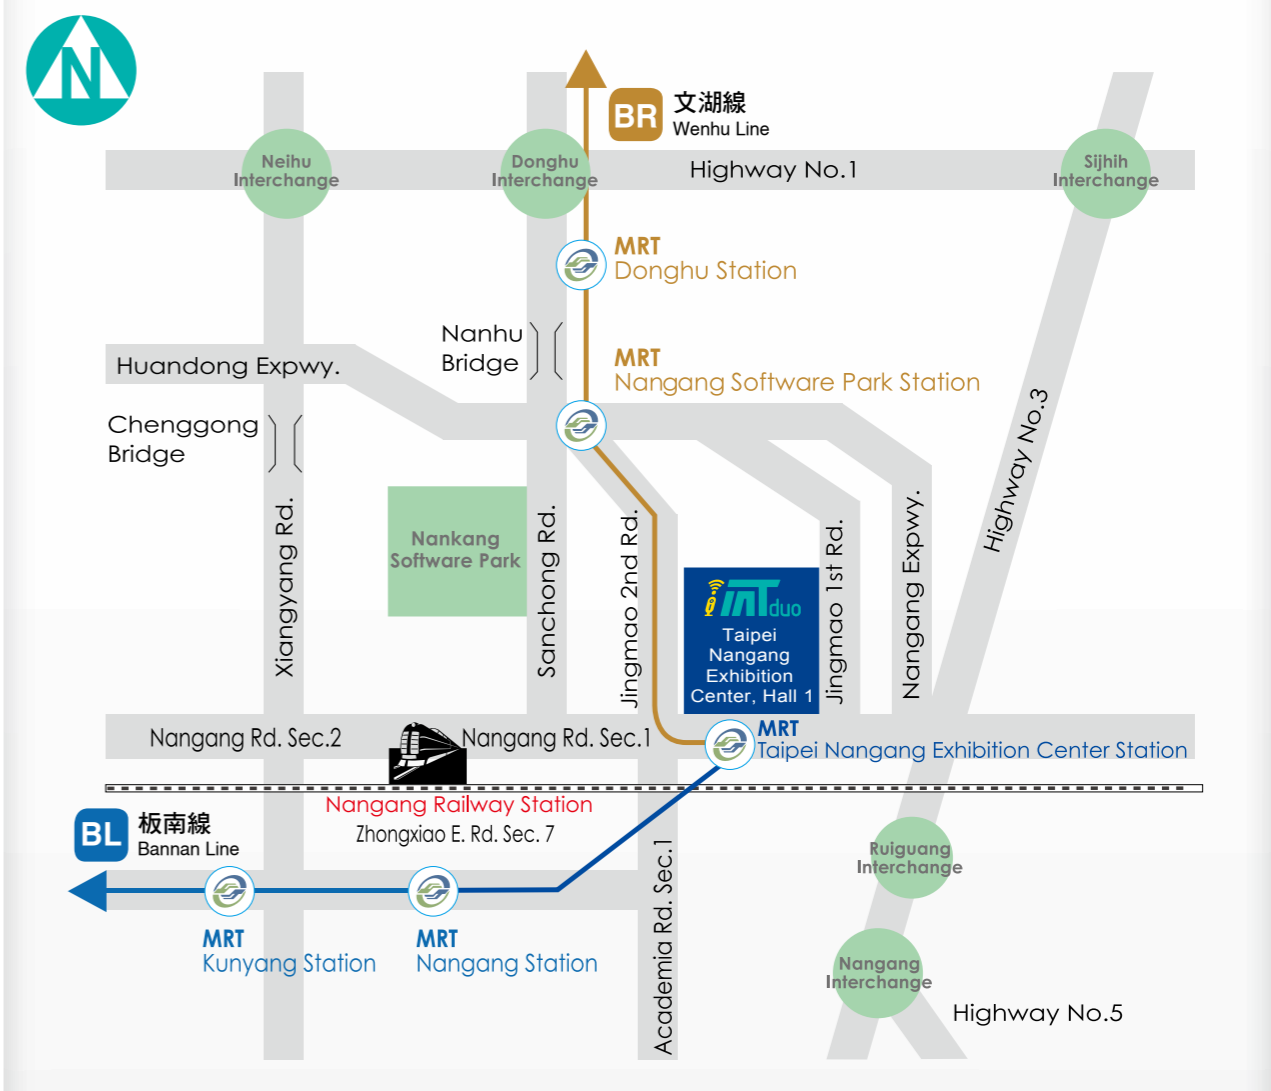 N
BR
文湖線
Wenhu Line
Neihu
Interchange
Donghu
Interchange
Highway No.1
Sijhih
Interchange
MRT
Donghu Station
Nanhu
Bridge
Huandong Expwy.
MRT
Nangang Software Park Station
Chenggong
Bridge
Highway No.3
Xiangyang Rd.
Nankang
Software Park
Sanchong Rd.
Jingmao 2nd Rd.
duo
Taipei
Nangang
Exhibition
Center, Hall 1
Jingmao 1st Rd.
Nangang Expwy.
Nangang Rd. Sec.2
Nangang Rd. Sec.1
MRT
Taipei Nangang Exhibition Center Station
Nangang Railway Station
Zhongxiao E. Rd. Sec. 7
BL
板南線
Bannan Line
Academia Rd. Sec.1
Ruiguang
Interchange
MRT
Kunyang Station
MRT
Nangang Station
Nangang
Interchange
Highway No.5